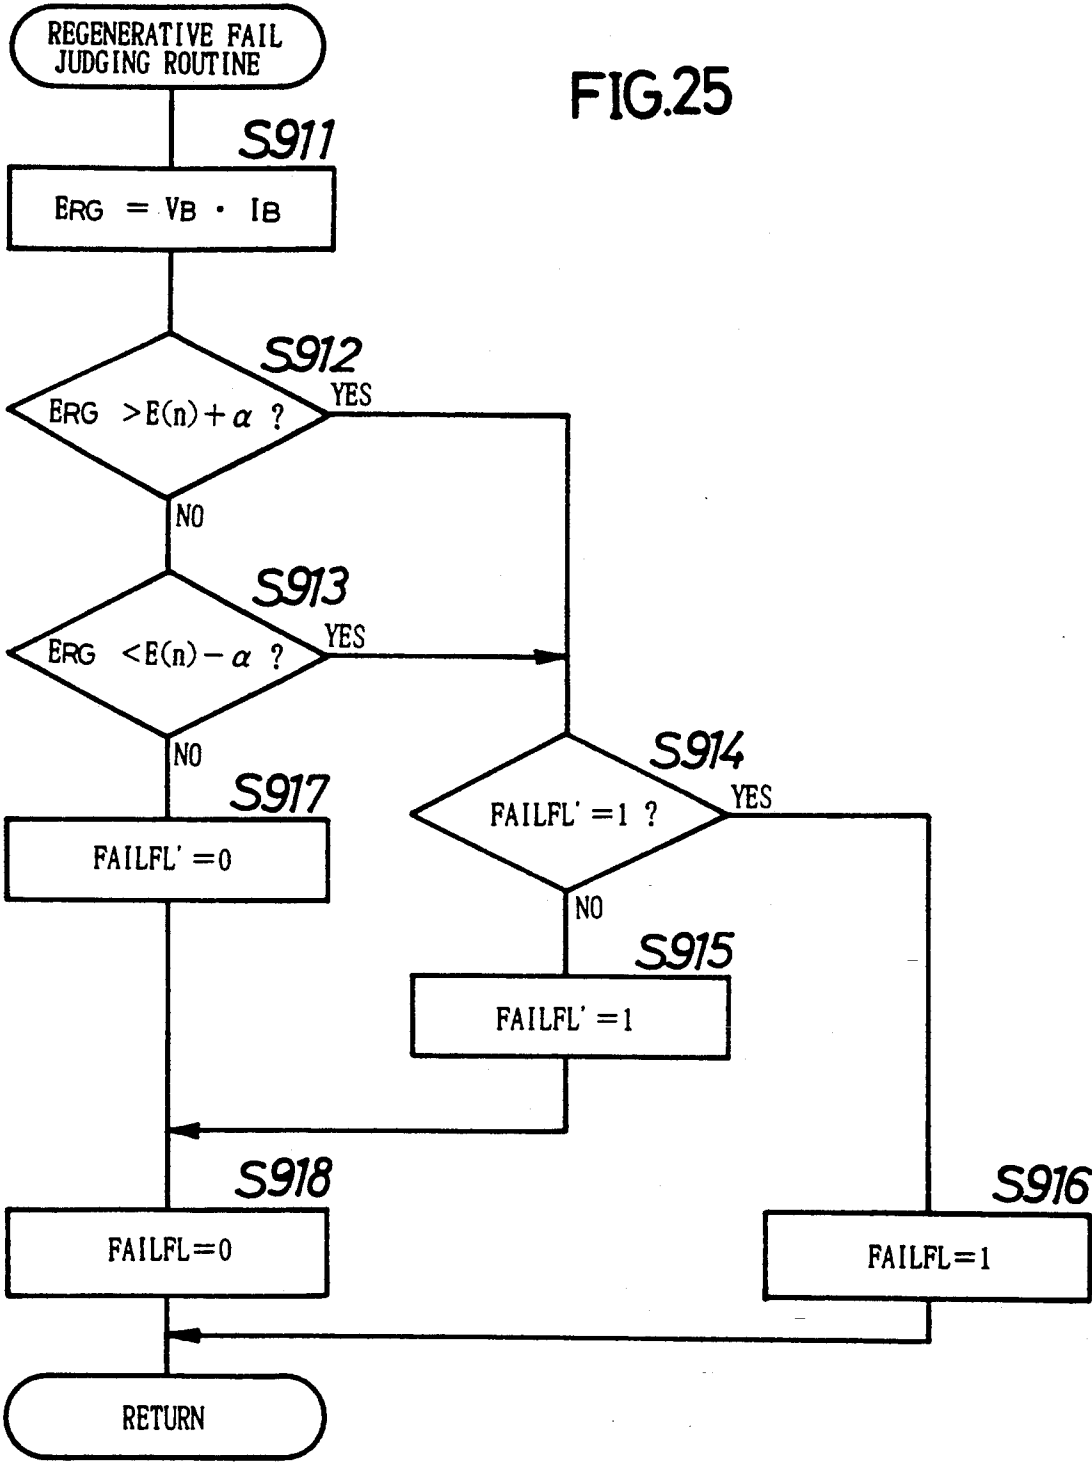 REGENERATIVE FAIL
JUDGING ROUTINE
FIG.25
S911
ERG = VB · IB
S912
ERG >E(n)+α ?
YES
NO
S913
ERG <E(n)−α ?
YES
NO
S914
FAILFL'=1 ?
YES
NO
S917
FAILFL'=0
S915
FAILFL'=1
S918
FAILFL=0
S916
FAILFL=1
RETURN